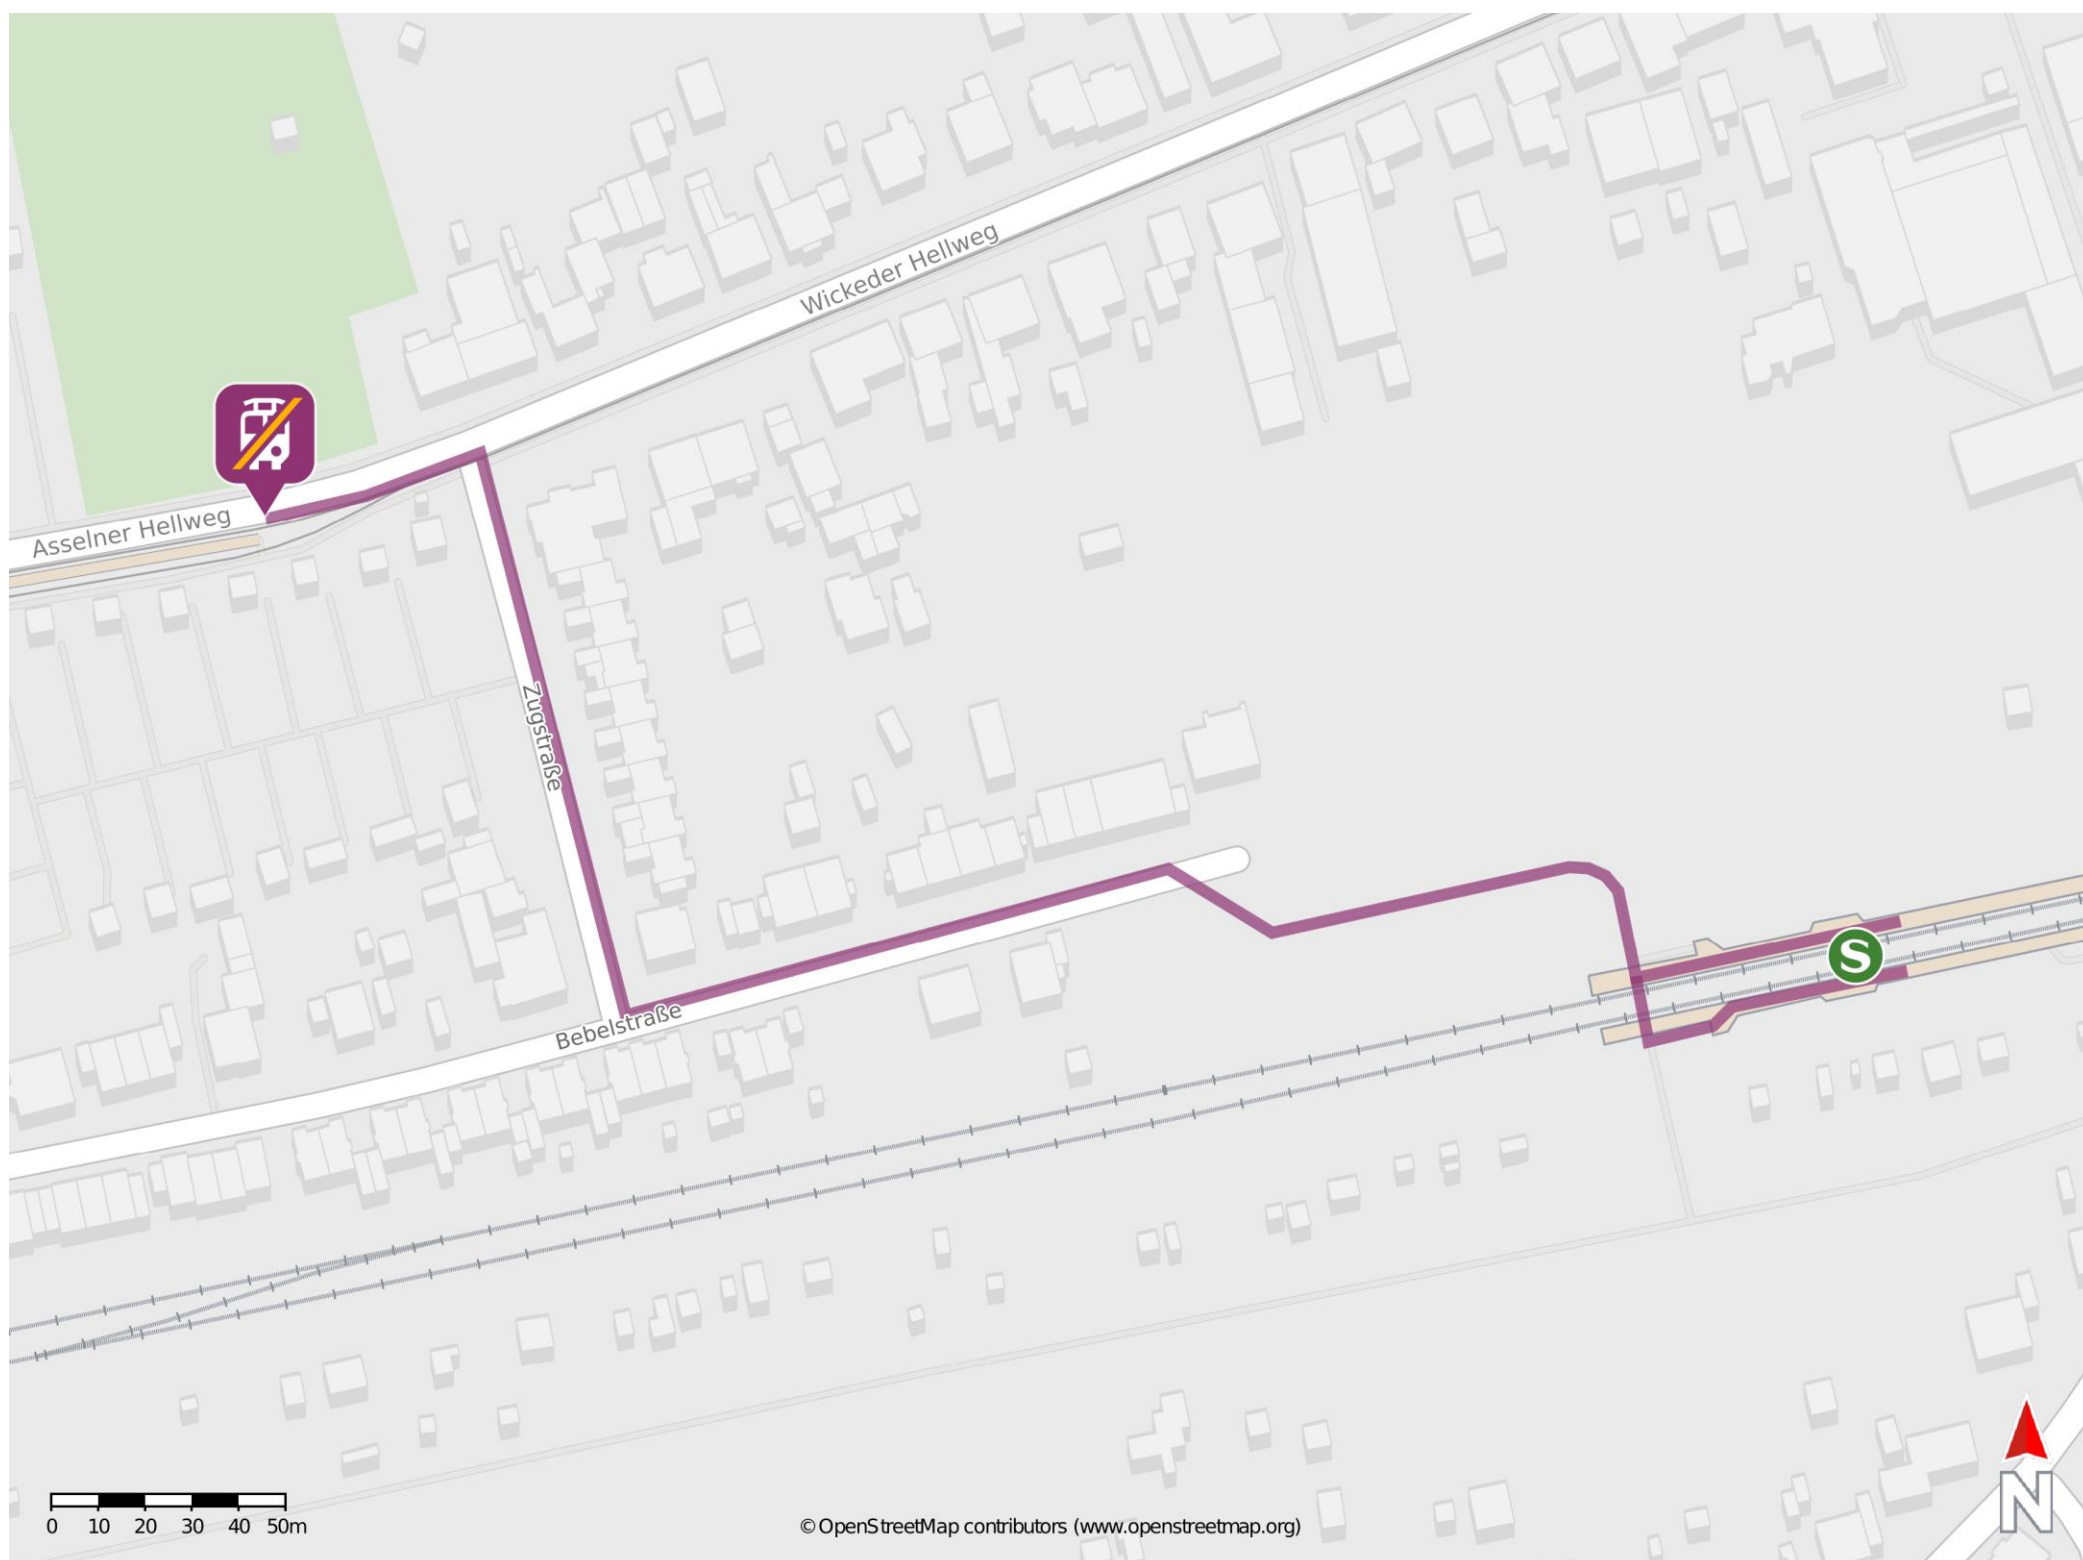 Wickeder Hellweg
Asselner Hellweg
Zugstraße
Bebelstraße
S
N
0 10 20 30 40 50m
© OpenStreetMap contributors (www.openstreetmap.org)